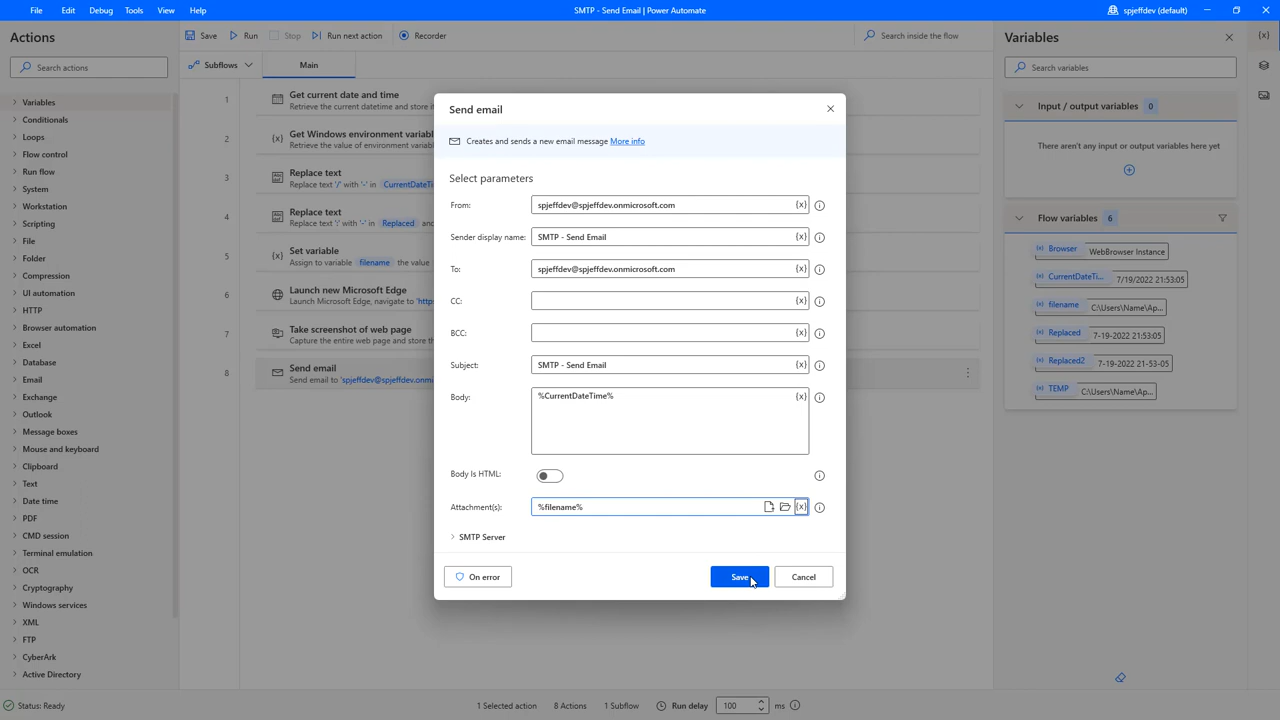 File Edit Debug Tools View Help
SMTP - Send Email | Power Automate
spjeffdev (default)
Actions
Search actions
Variables
Conditionals
Loops
Flow control
Run flow
System
Workstation
Scripting
File
Folder
Compression
UI automation
HTTP
Browser automation
Excel
Database
Email
Exchange
Outlook
Message boxes
Mouse and keyboard
Clipboard
Text
Date time
PDF
CMD session
Terminal emulation
OCR
Cryptography
Windows services
XML
FTP
CyberArk
Active Directory
Save Run Stop Run next action Recorder
Search inside the flow
Subflows Main
1 Get current date and time
Retrieve the current datetime and store i
2 Get Windows environment variabl
Retrieve the value of environment variab
3 Replace text
Replace text '/' with '-' in CurrentDateTi
4 Replace text
Replace text ':' with '-' in Replaced and
5 Set variable
Assign to variable filename the value
6 Launch new Microsoft Edge
Launch Microsoft Edge, navigate to 'http
7 Take screenshot of web page
Capture the entire web page and store th
8 Send email
Send email to 'spjeffdev@spjeffdev.onmi
Send email
Creates and sends a new email message More info
Select parameters
From: spjeffdev@spjeffdev.onmicrosoft.com {x}
Sender display name: SMTP - Send Email {x}
To: spjeffdev@spjeffdev.onmicrosoft.com {x}
CC: {x}
BCC: {x}
Subject: SMTP - Send Email {x}
Body: %CurrentDateTime% {x}
Body Is HTML:
Attachment(s): %filename% {x}
SMTP Server
On error Save Cancel
Variables
{x}
Search variables
Input / output variables 0
There aren't any input or output variables here yet
Flow variables 6
Browser WebBrowser Instance
CurrentDateTi... 7/19/2022 21:53:05
filename C:\Users\Name\Ap...
Replaced 7-19-2022 21:53:05
Replaced2 7-19-2022 21-53-05
TEMP C:\Users\Name\Ap...
Status: Ready
1 Selected action 8 Actions 1 Subflow Run delay 100 ms